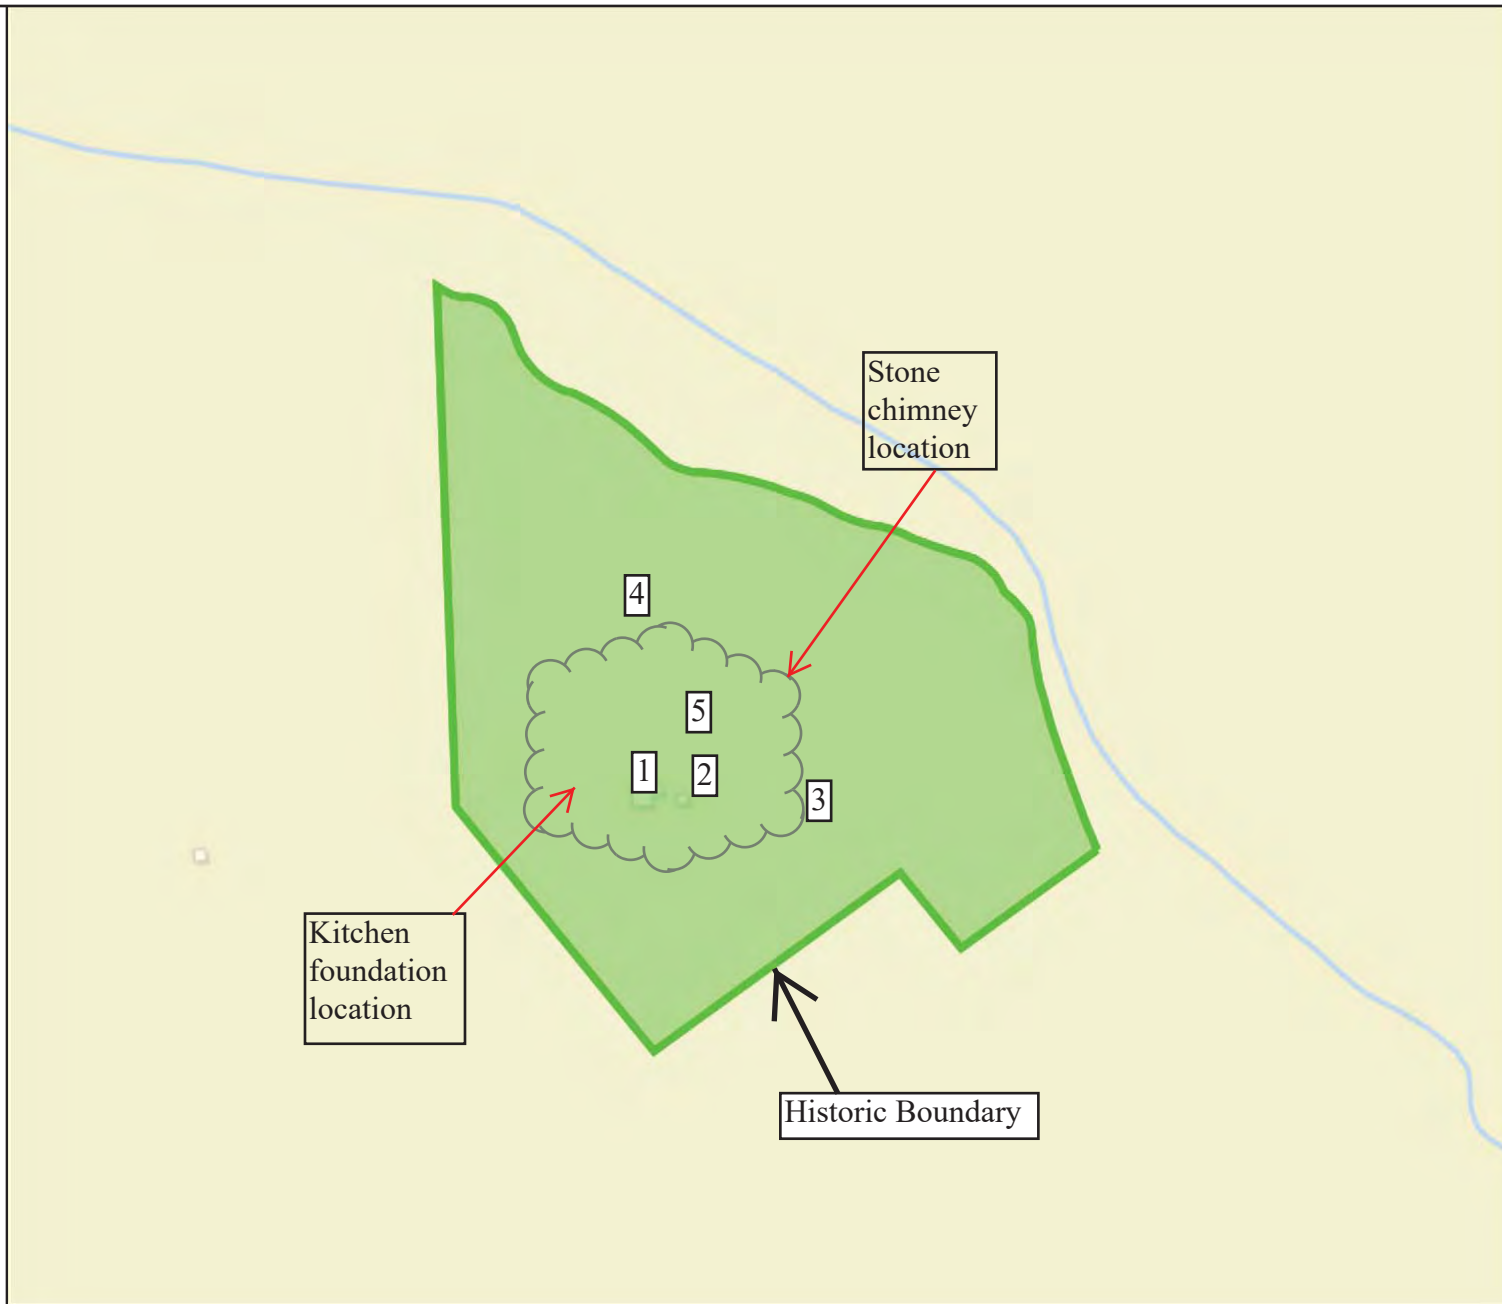 Stone
chimney
location
4
5
1
2
3
Kitchen
foundation
location
Historic Boundary